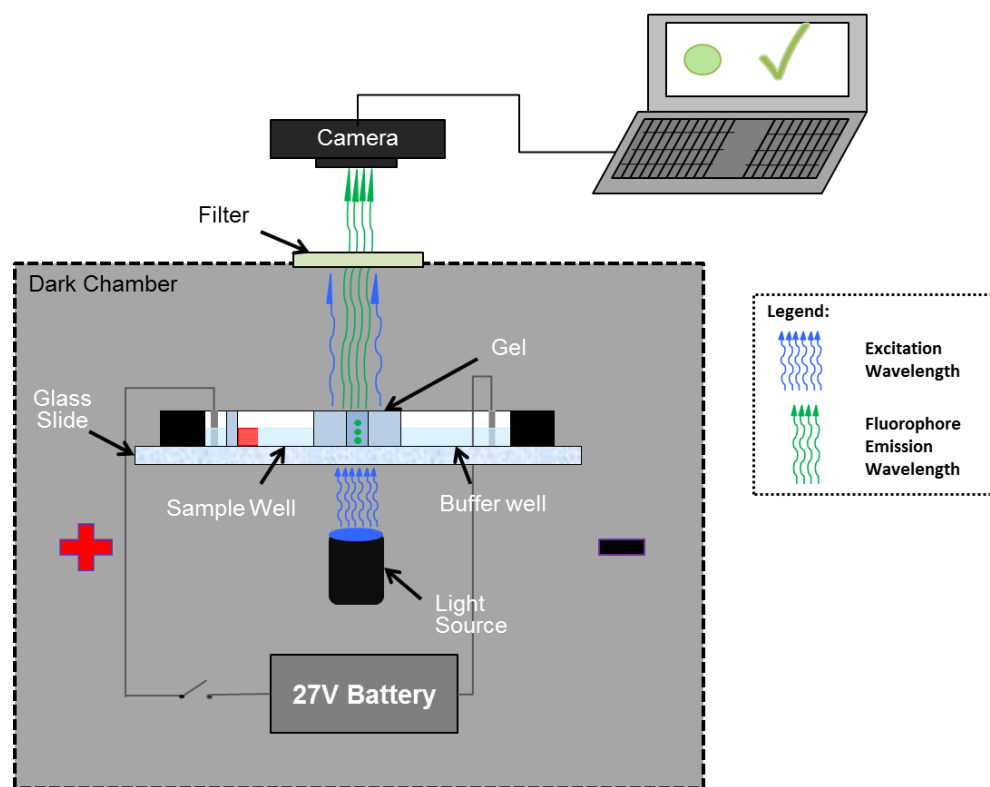 Camera
Filter
Dark Chamber
Gel
Glass
Slide
Sample Well
Buffer well
Light
Source
27V Battery
Legend:
Excitation
Wavelength
Fluorophore
Emission
Wavelength